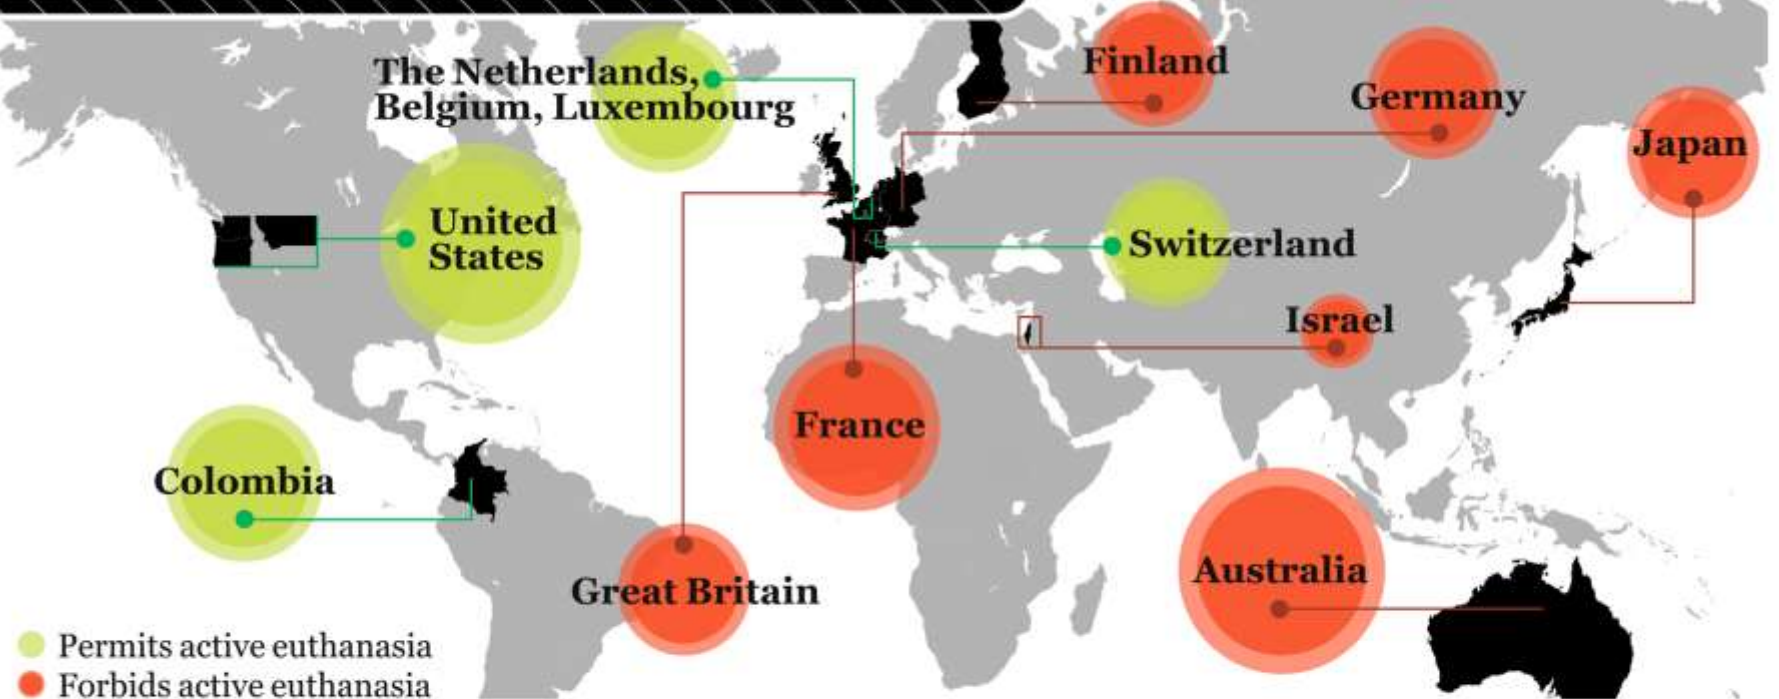 The Netherlands,
Belgium, Luxembourg
Finland
Germany
Japan
United
States
Switzerland
Israel
France
Colombia
Great Britain
Australia
Permits active euthanasia
Forbids active euthanasia